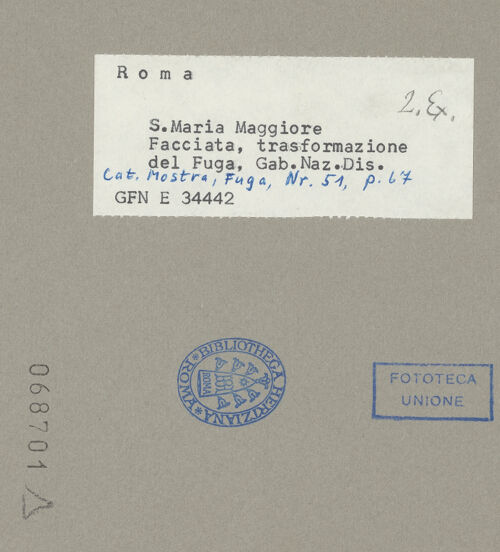 Roma
2. Ex.
S.Maria Maggiore
Facciata, trasformazione
del Fuga, Gab.Naz.Dis.
Cat. Mostra, Fuga, Nr. 51, p. 67
GFN E 34442
068701
BIBLIOTHECA HERTZIANA * ROMA *
ROMA
FOTOTECA
UNIONE